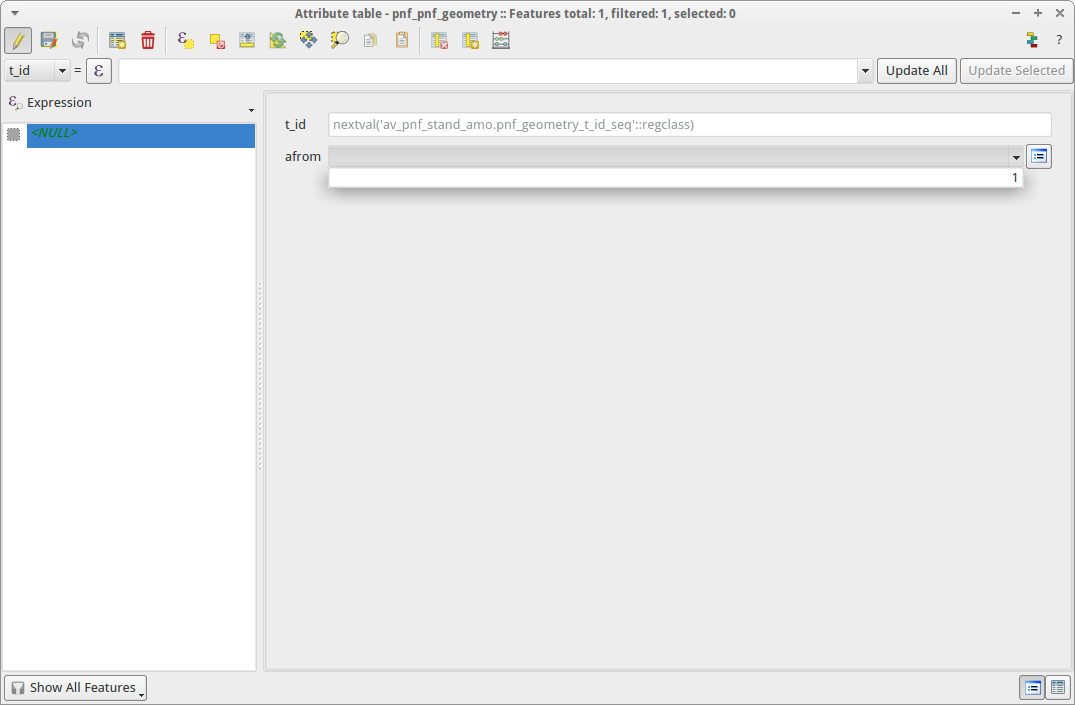 Attribute table - pnf_pnf_geometry :: Features total: 1, filtered: 1, selected: 0
?
t_id = ε Update All Update Selected
Expression
<NULL>
t_id nextval('av_pnf_stand_amo.pnf_geometry_t_id_seq'::regclass)
afrom
1
Show All Features